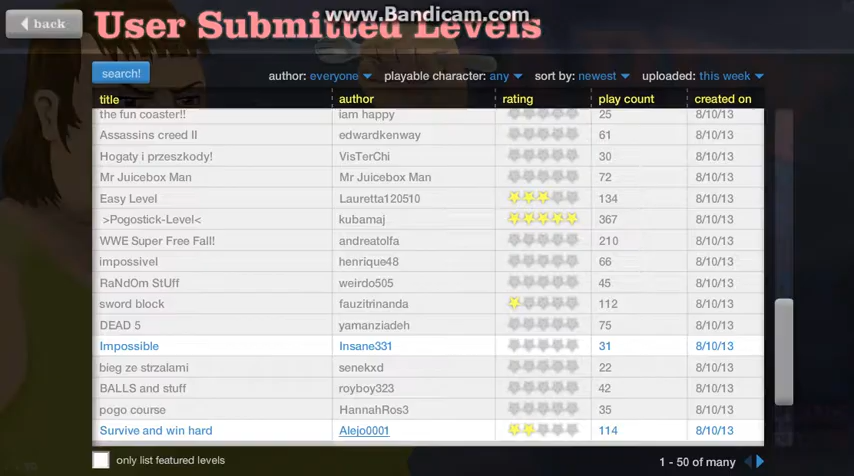 www.Bandicam.com
back
User Submitted Levels
search!
author: everyone playable character: any sort by: newest uploaded: this week
title author rating play count created on
the fun coaster!! iam happy 25 8/10/13
Assassins creed II edwardkenway 61 8/10/13
Hogaty i przeszkody! VisTerChi 30 8/10/13
Mr Juicebox Man Mr Juicebox Man 72 8/10/13
Easy Level Lauretta120510 134 8/10/13
>Pogostick-Level< kubamaj 367 8/10/13
WWE Super Free Fall! andreatolfa 210 8/10/13
impossivel henrique48 66 8/10/13
RaNdOm StUff weirdo505 45 8/10/13
sword block fauzitrinanda 112 8/10/13
DEAD 5 yamanziadeh 75 8/10/13
Impossible Insane331 31 8/10/13
bieg ze strzalami senekxd 22 8/10/13
BALLS and stuff royboy323 42 8/10/13
pogo course HannahRos3 35 8/10/13
Survive and win hard Alejo0001 114 8/10/13
only list featured levels 1 - 50 of many